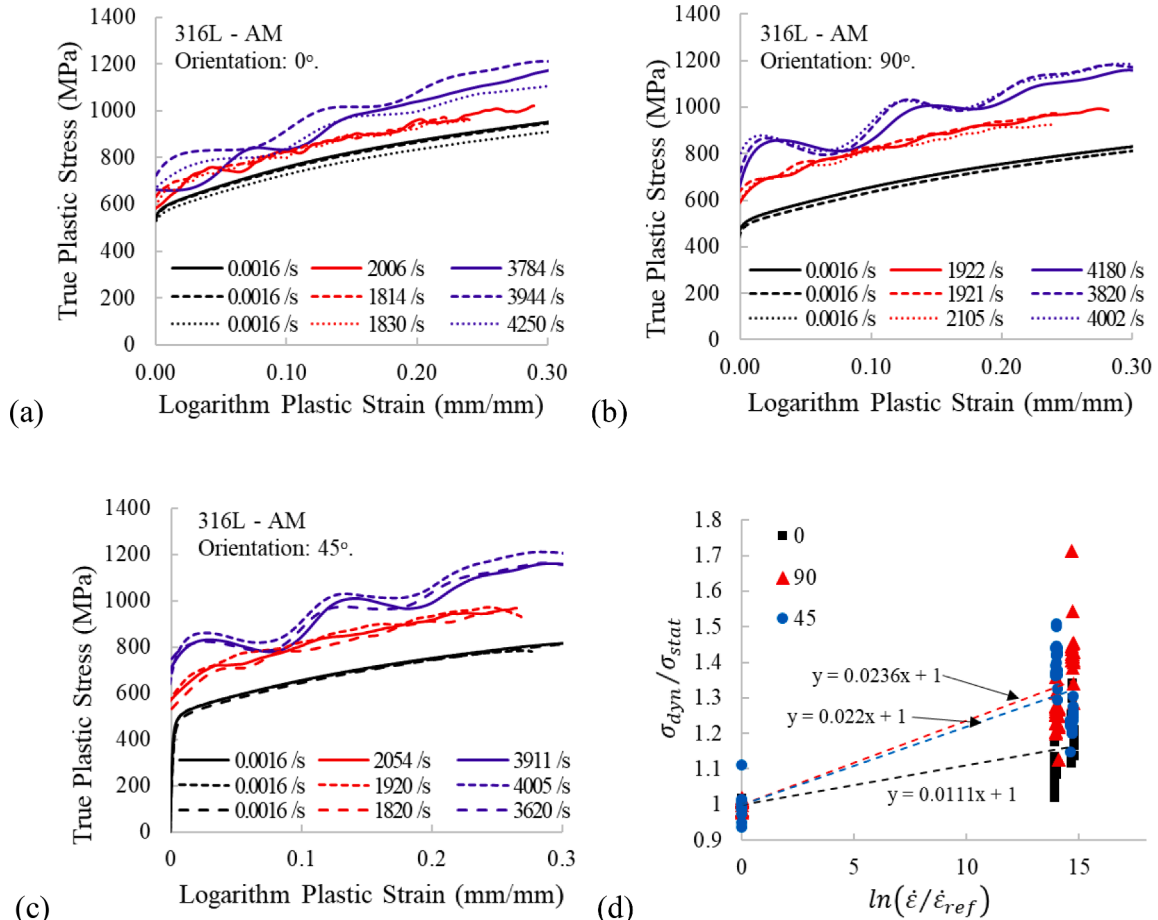 316L - AM
Orientation: 0º.
True Plastic Stress (MPa)
1400
1200
1000
800
600
400
200
0
0.0016 /s 2006 /s 3784 /s
0.0016 /s 1814 /s 3944 /s
0.0016 /s 1830 /s 4250 /s
0.00 0.10 0.20 0.30
Logarithm Plastic Strain (mm/mm)
(a)
316L - AM
Orientation: 90º.
True Plastic Stress (MPa)
1400
1200
1000
800
600
400
200
0
0.0016 /s 1922 /s 4180 /s
0.0016 /s 1921 /s 3820 /s
0.0016 /s 2105 /s 4002 /s
0.00 0.10 0.20 0.30
Logarithm Plastic Strain (mm/mm)
(b)
316L - AM
Orientation: 45º.
True Plastic Stress (MPa)
1400
1200
1000
800
600
400
200
0
0.0016 /s 2054 /s 3911 /s
0.0016 /s 1920 /s 4005 /s
0.0016 /s 1820 /s 3620 /s
0 0.1 0.2 0.3
Logarithm Plastic Strain (mm/mm)
(c)
σdyn/σstat
1.8
1.7
1.6
1.5
1.4
1.3
1.2
1.1
1
0.9
0
90
45
y = 0.0236x + 1
y = 0.022x + 1
y = 0.0111x + 1
0 5 10 15
ln(ε̇/ε̇ref)
(d)